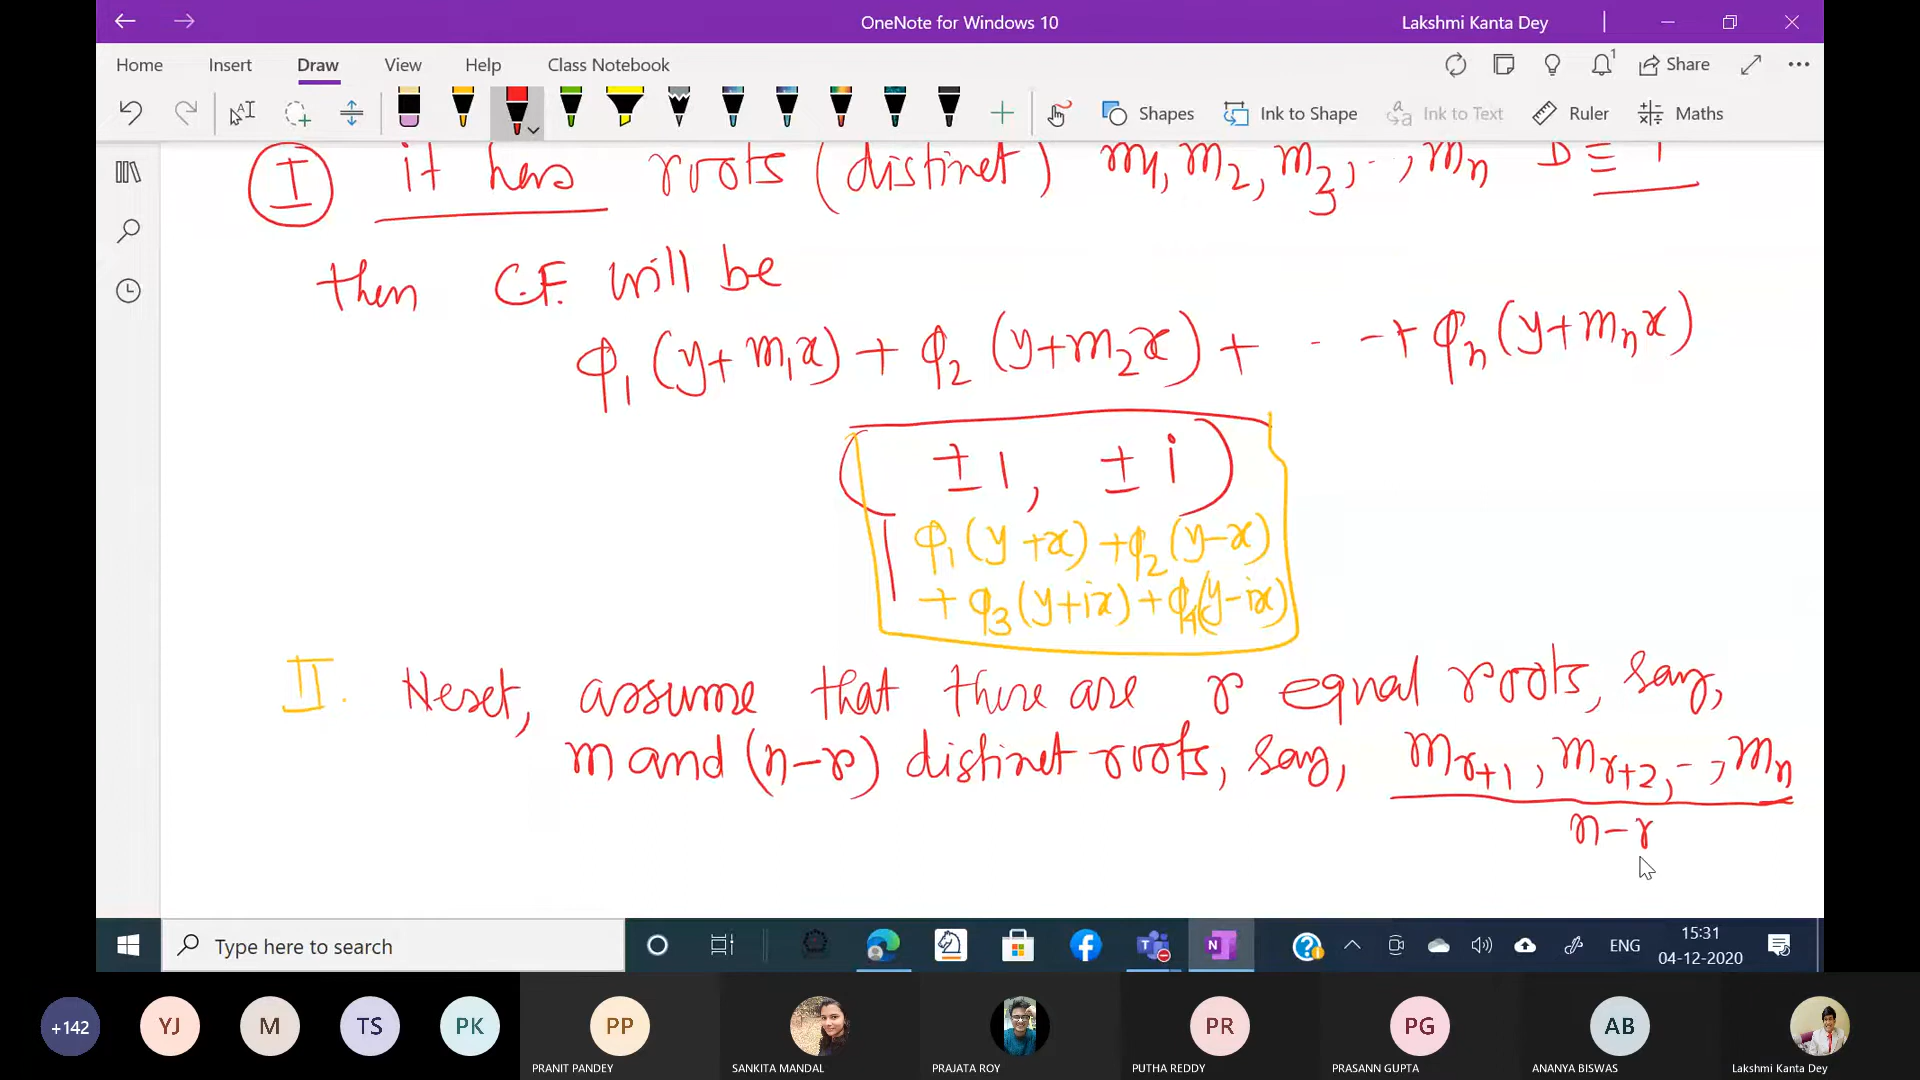 OneNote for Windows 10
Lakshmi Kanta Dey
Home Insert Draw View Help Class Notebook
1
Share
Shapes Ink to Shape Ink to Text Ruler Maths
I it has roots (distinct) m1, m2, m3, .., mn
then C.F. will be
φ1 (y+m1x) + φ2 (y+m2x) + . . -+ φn (y+mnx)
(±1, ±i)
φ1 (y+x) + φ2 (y-x)
+ φ3 (y+ix) + φ4 (y-ix)
II. Next, assume that there are r equal roots, say,
m and (n-r) distinct roots, say, mr+1, mr+2, -, mn
n-r
Type here to search
ENG
15:31
04-12-2020
+142 YJ M TS PK PP PR PG AB
PRANIT PANDEY SANKITA MANDAL PRAJATA ROY PUTHA REDDY PRASANN GUPTA ANANYA BISWAS Lakshmi Kanta Dey